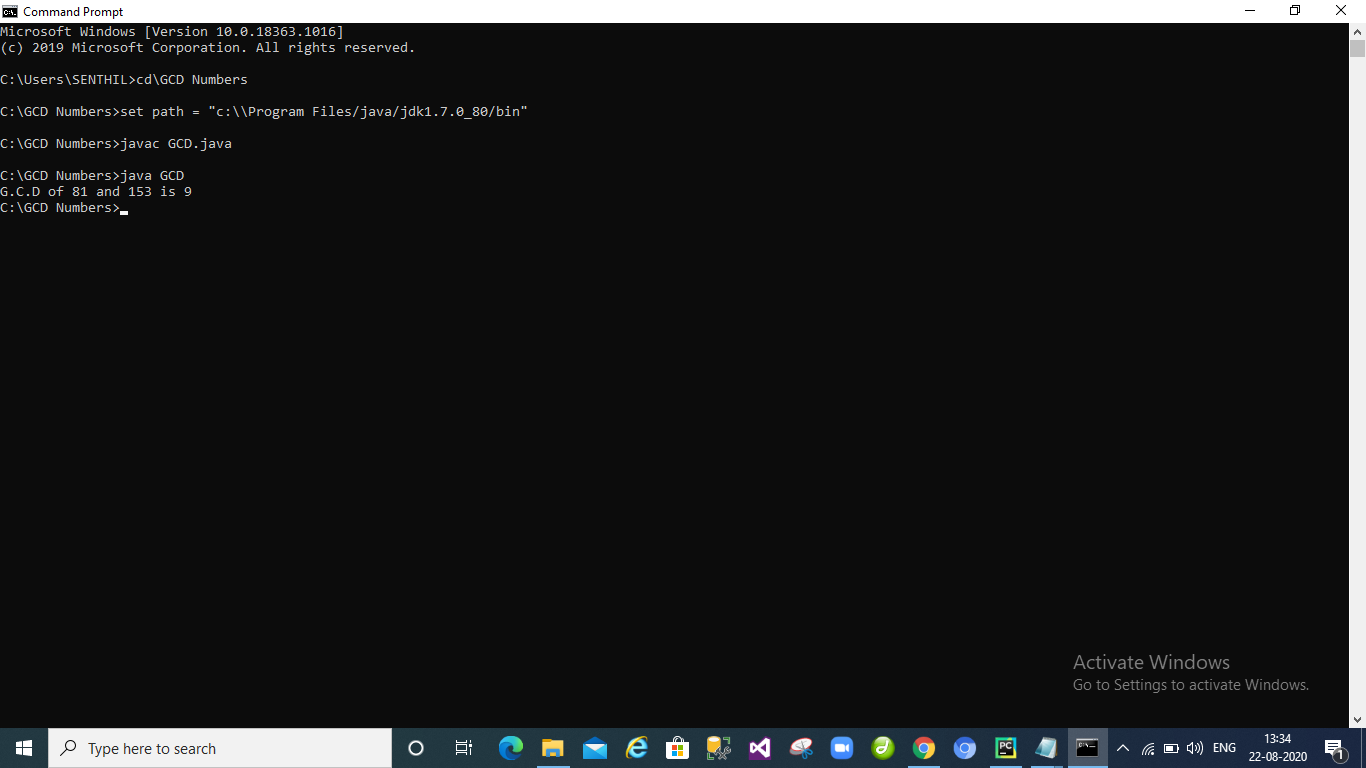 Command Prompt
Microsoft Windows [Version 10.0.18363.1016]
(c) 2019 Microsoft Corporation. All rights reserved.
C:\Users\SENTHIL>cd\GCD Numbers
C:\GCD Numbers>set path = "c:\\Program Files/java/jdk1.7.0_80/bin"
C:\GCD Numbers>javac GCD.java
C:\GCD Numbers>java GCD
G.C.D of 81 and 153 is 9
C:\GCD Numbers>
Activate Windows
Go to Settings to activate Windows.
Type here to search
PC
ENG
13:34
22-08-2020
1